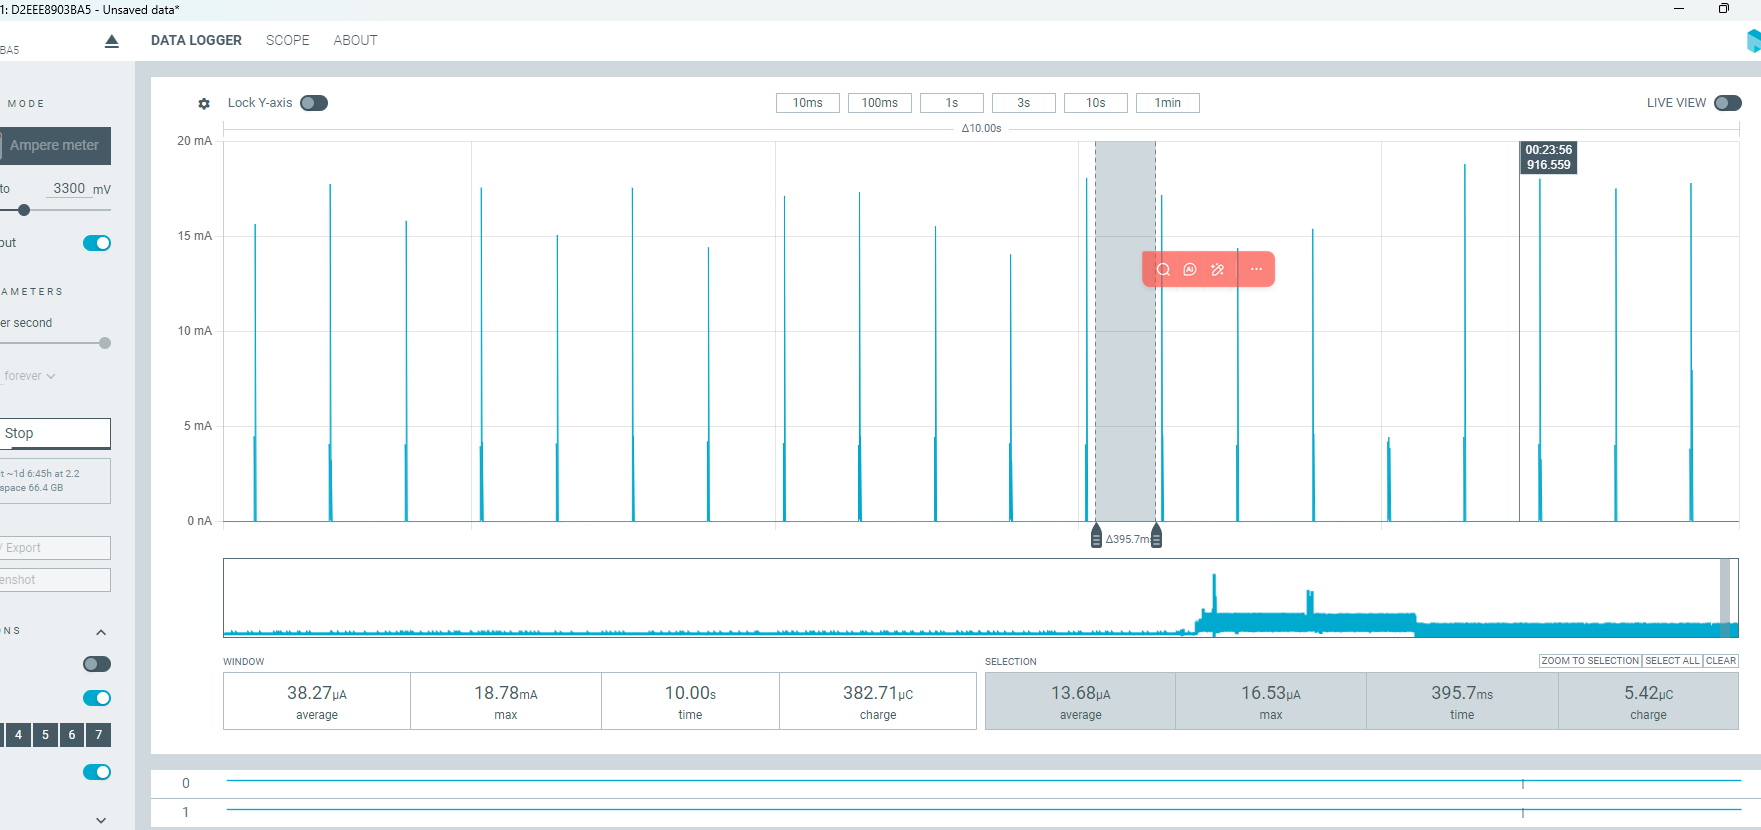 1: D2EEE8903BA5 - Unsaved data*
BA5
DATA LOGGER SCOPE ABOUT
MODE
Ampere meter
to 3300 mV
put
AMETERS
er second
forever
Stop
t ~1d 6:45h at 2.2
space 66.4 GB
/ Export
enshot
NS
4 5 6 7
Lock Y-axis
10ms 100ms 1s 3s 10s 1min
LIVE VIEW
Δ10.00s
20 mA
15 mA
10 mA
5 mA
0 nA
00:23:56
916.559
AI
Δ395.7m
WINDOW
38.27μA
average
18.78mA
max
10.00s
time
382.71μC
charge
SELECTION
ZOOM TO SELECTION SELECT ALL CLEAR
13.68μA
average
16.53μA
max
395.7ms
time
5.42μC
charge
0
1